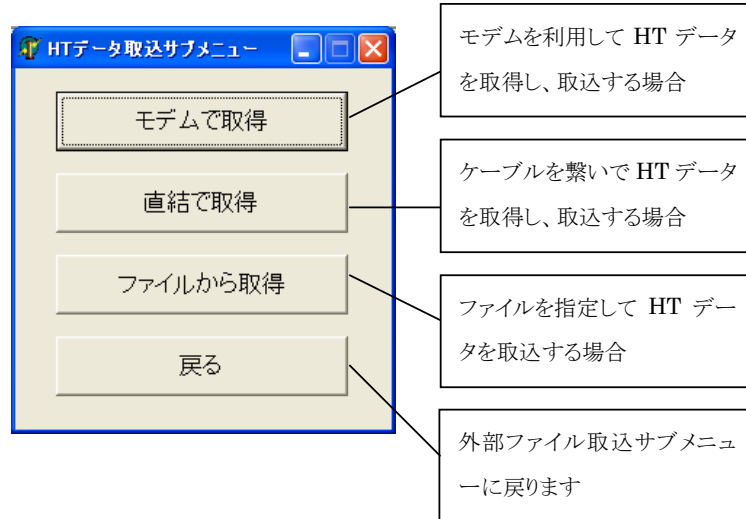 HTデータ取込サブメニュー
モデムで取得
直結で取得
ファイルから取得
戻る
モデムを利用して HT データ
を取得し、取込する場合
ケーブルを繋いで HT データ
を取得し、取込する場合
ファイルを指定して HT デー
タを取込する場合
外部ファイル取込サブメニュ
ーに戻ります